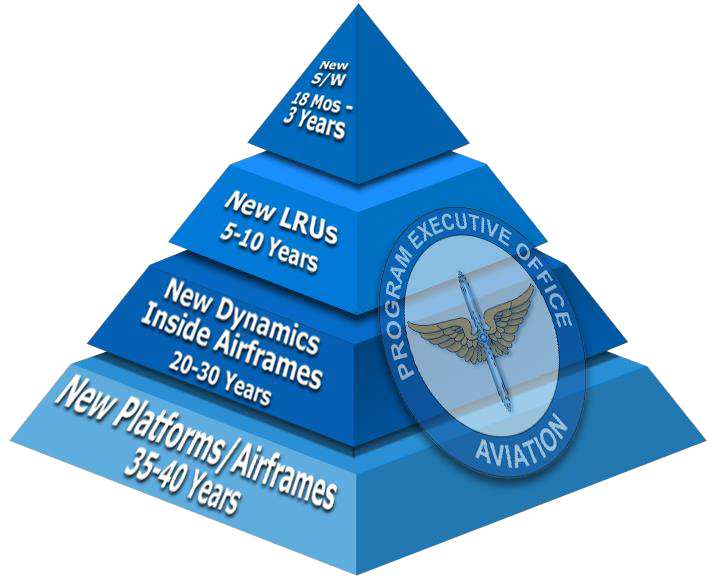 New
S/W
18 Mos -
3 Years
New LRUs
5-10 Years
New Dynamics
Inside Airframes
20-30 Years
New Platforms/Airframes
35-40 Years
PROGRAM EXECUTIVE OFFICE
AVIATION